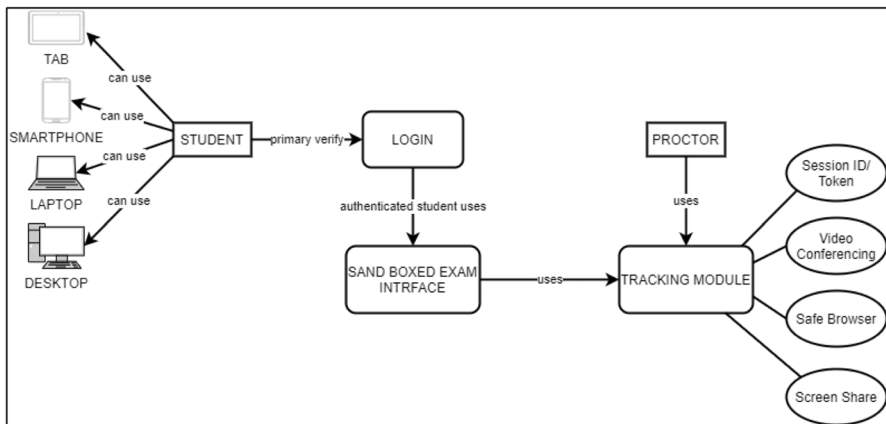 TAB
can use
SMARTPHONE
can use
STUDENT
primary verify
LOGIN
PROCTOR
can use
LAPTOP
can use
DESKTOP
authenticated student uses
uses
SAND BOXED EXAM
INTRFACE
uses
TRACKING MODULE
Session ID/
Token
Video
Conferencing
Safe Browser
Screen Share